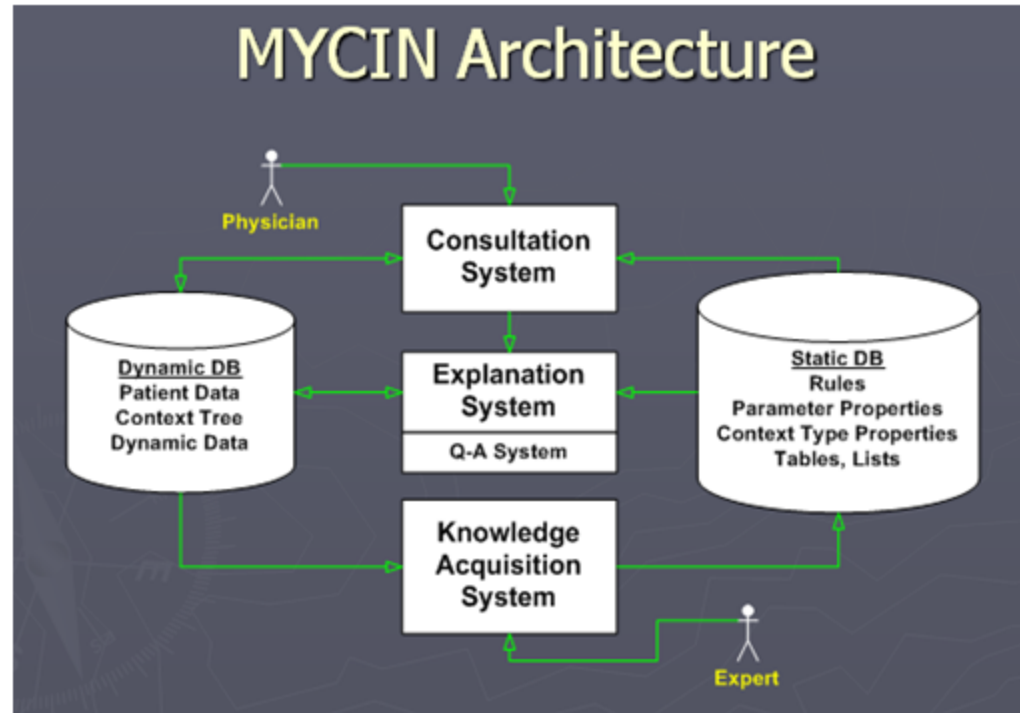 MYCIN Architecture
Physician
Consultation
System
Dynamic DB
Patient Data
Context Tree
Dynamic Data
Explanation
System
Q-A System
Static DB
Rules
Parameter Properties
Context Type Properties
Tables, Lists
Knowledge
Acquisition
System
Expert